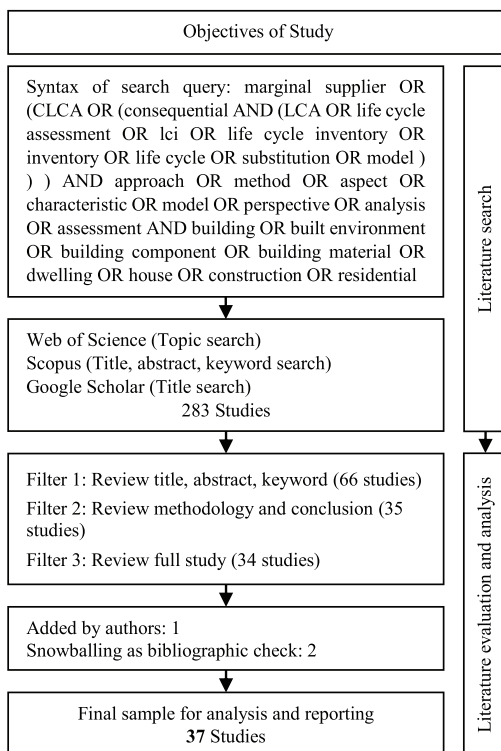 Objectives of Study
Syntax of search query: marginal supplier OR
(CLCA OR (consequential AND (LCA OR life cycle
assessment OR lci OR life cycle inventory OR
inventory OR life cycle OR substitution OR model )
) ) AND approach OR method OR aspect OR
characteristic OR model OR perspective OR analysis
OR assessment AND building OR built environment
OR building component OR building material OR
dwelling OR house OR construction OR residential
Literature search
Web of Science (Topic search)
Scopus (Title, abstract, keyword search)
Google Scholar (Title search)
283 Studies
Filter 1: Review title, abstract, keyword (66 studies)
Filter 2: Review methodology and conclusion (35
studies)
Filter 3: Review full study (34 studies)
Literature evaluation and analysis
Added by authors: 1
Snowballing as bibliographic check: 2
Final sample for analysis and reporting
37 Studies